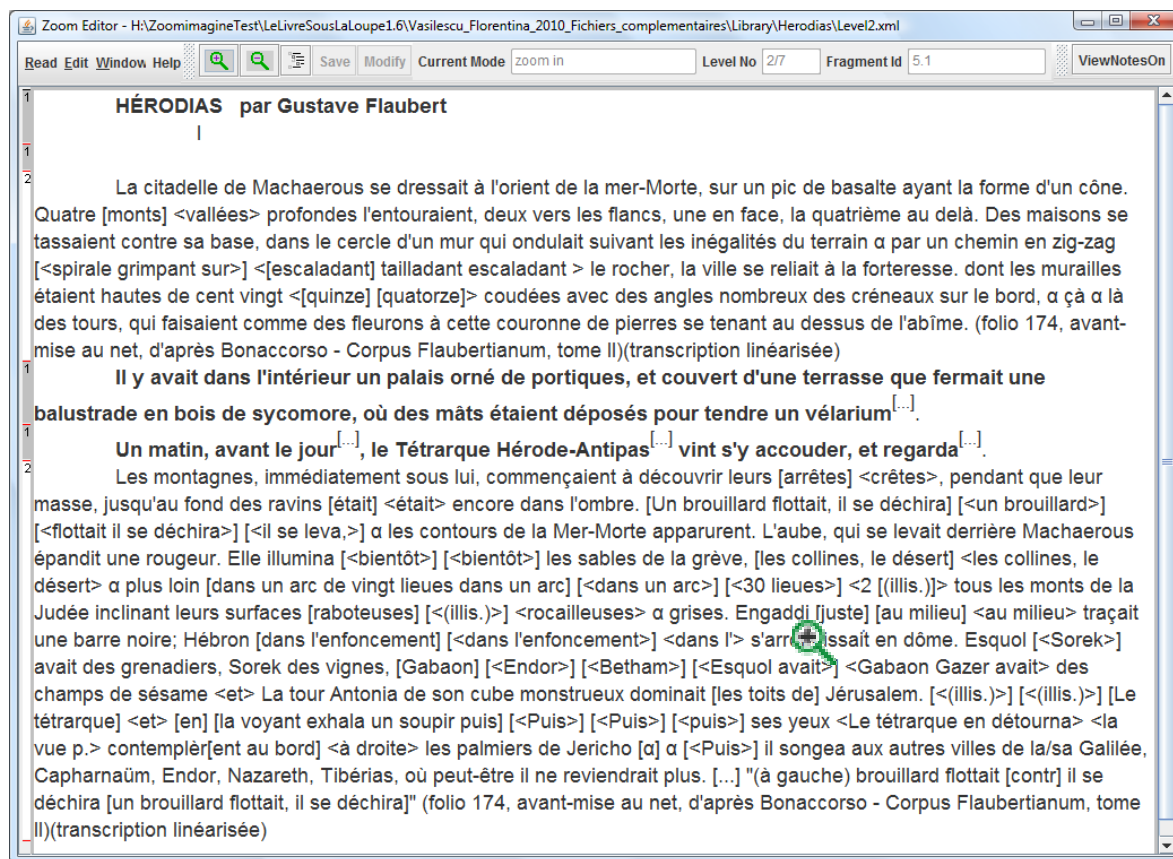 Zoom Editor - H:\ZoomimagineTest\LeLivreSousLaLoupe1.6\Vasilescu_Florentina_2010_Fichiers_complementaires\Library\Herodias\Level2.xml
Read Edit Window Help Save Modify Current Mode zoom in Level No 2/7 Fragment Id 5.1 ViewNotesOn
1 HÉRODIAS par Gustave Flaubert
I
1
2
La citadelle de Machaerous se dressait à l'orient de la mer-Morte, sur un pic de basalte ayant la forme d'un cône.
Quatre [monts] <vallées> profondes l'entouraient, deux vers les flancs, une en face, la quatrième au delà. Des maisons se
tassaient contre sa base, dans le cercle d'un mur qui ondulait suivant les inégalités du terrain α par un chemin en zig-zag
[<spirale grimpant sur>] <[escaladant] tailladant escaladant > le rocher, la ville se reliait à la forteresse. dont les murailles
étaient hautes de cent vingt <[quinze] [quatorze]> coudées avec des angles nombreux des créneaux sur le bord, α çà α là
des tours, qui faisaient comme des fleurons à cette couronne de pierres se tenant au dessus de l'abîme. (folio 174, avant-
mise au net, d'après Bonaccorso - Corpus Flaubertianum, tome II)(transcription linéarisée)
1 Il y avait dans l'intérieur un palais orné de portiques, et couvert d'une terrasse que fermait une
balustrade en bois de sycomore, où des mâts étaient déposés pour tendre un vélarium[...].
1 Un matin, avant le jour[...], le Tétrarque Hérode-Antipas[...] vint s'y accouder, et regarda[...].
2 Les montagnes, immédiatement sous lui, commençaient à découvrir leurs [arrêtes] <crêtes>, pendant que leur
masse, jusqu'au fond des ravins [était] <était> encore dans l'ombre. [Un brouillard flottait, il se déchira] [<un brouillard>]
[<flottait il se déchira>] [<il se leva,>] α les contours de la Mer-Morte apparurent. L'aube, qui se levait derrière Machaerous
épandit une rougeur. Elle illumina [<bientôt>] [<bientôt>] les sables de la grève, [les collines, le désert] <les collines, le
désert> α plus loin [dans un arc de vingt lieues dans un arc] [<dans un arc>] [<30 lieues>] <2 [(illis.)]> tous les monts de la
Judée inclinant leurs surfaces [raboteuses] [<(illis.)>] <rocailleuses> α grises. Engaddi [juste] [au milieu] <au milieu> traçait
une barre noire; Hébron [dans l'enfoncement] [<dans l'enfoncement>] <dans l'> en dôme. Esquol [<Sorek>]
avait des grenadiers, Sorek des vignes, [Gabaon] [<Endor>] [<Betham>] [<Esquol avait>] <Gabaon Gazer avait> des
champs de sésame <et> La tour Antonia de son cube monstrueux dominait [les toits de] Jérusalem. [<(illis.)>] [<(illis.)>] [Le
tétrarque] <et> [en] [la voyant exhala un soupir puis] [<Puis>] [<Puis>] [<puis>] ses yeux <Le tétrarque en détourna> <la
vue p.> contemplèr[ent au bord] <à droite> les palmiers de Jericho [α] α [<Puis>] il songea aux autres villes de la/sa Galilée,
Capharnaüm, Endor, Nazareth, Tibérias, où peut-être il ne reviendrait plus. [...] "(à gauche) brouillard flottait [contr] il se
déchira [un brouillard flottait, il se déchira]" (folio 174, avant-mise au net, d'après Bonaccorso - Corpus Flaubertianum, tome
II)(transcription linéarisée)